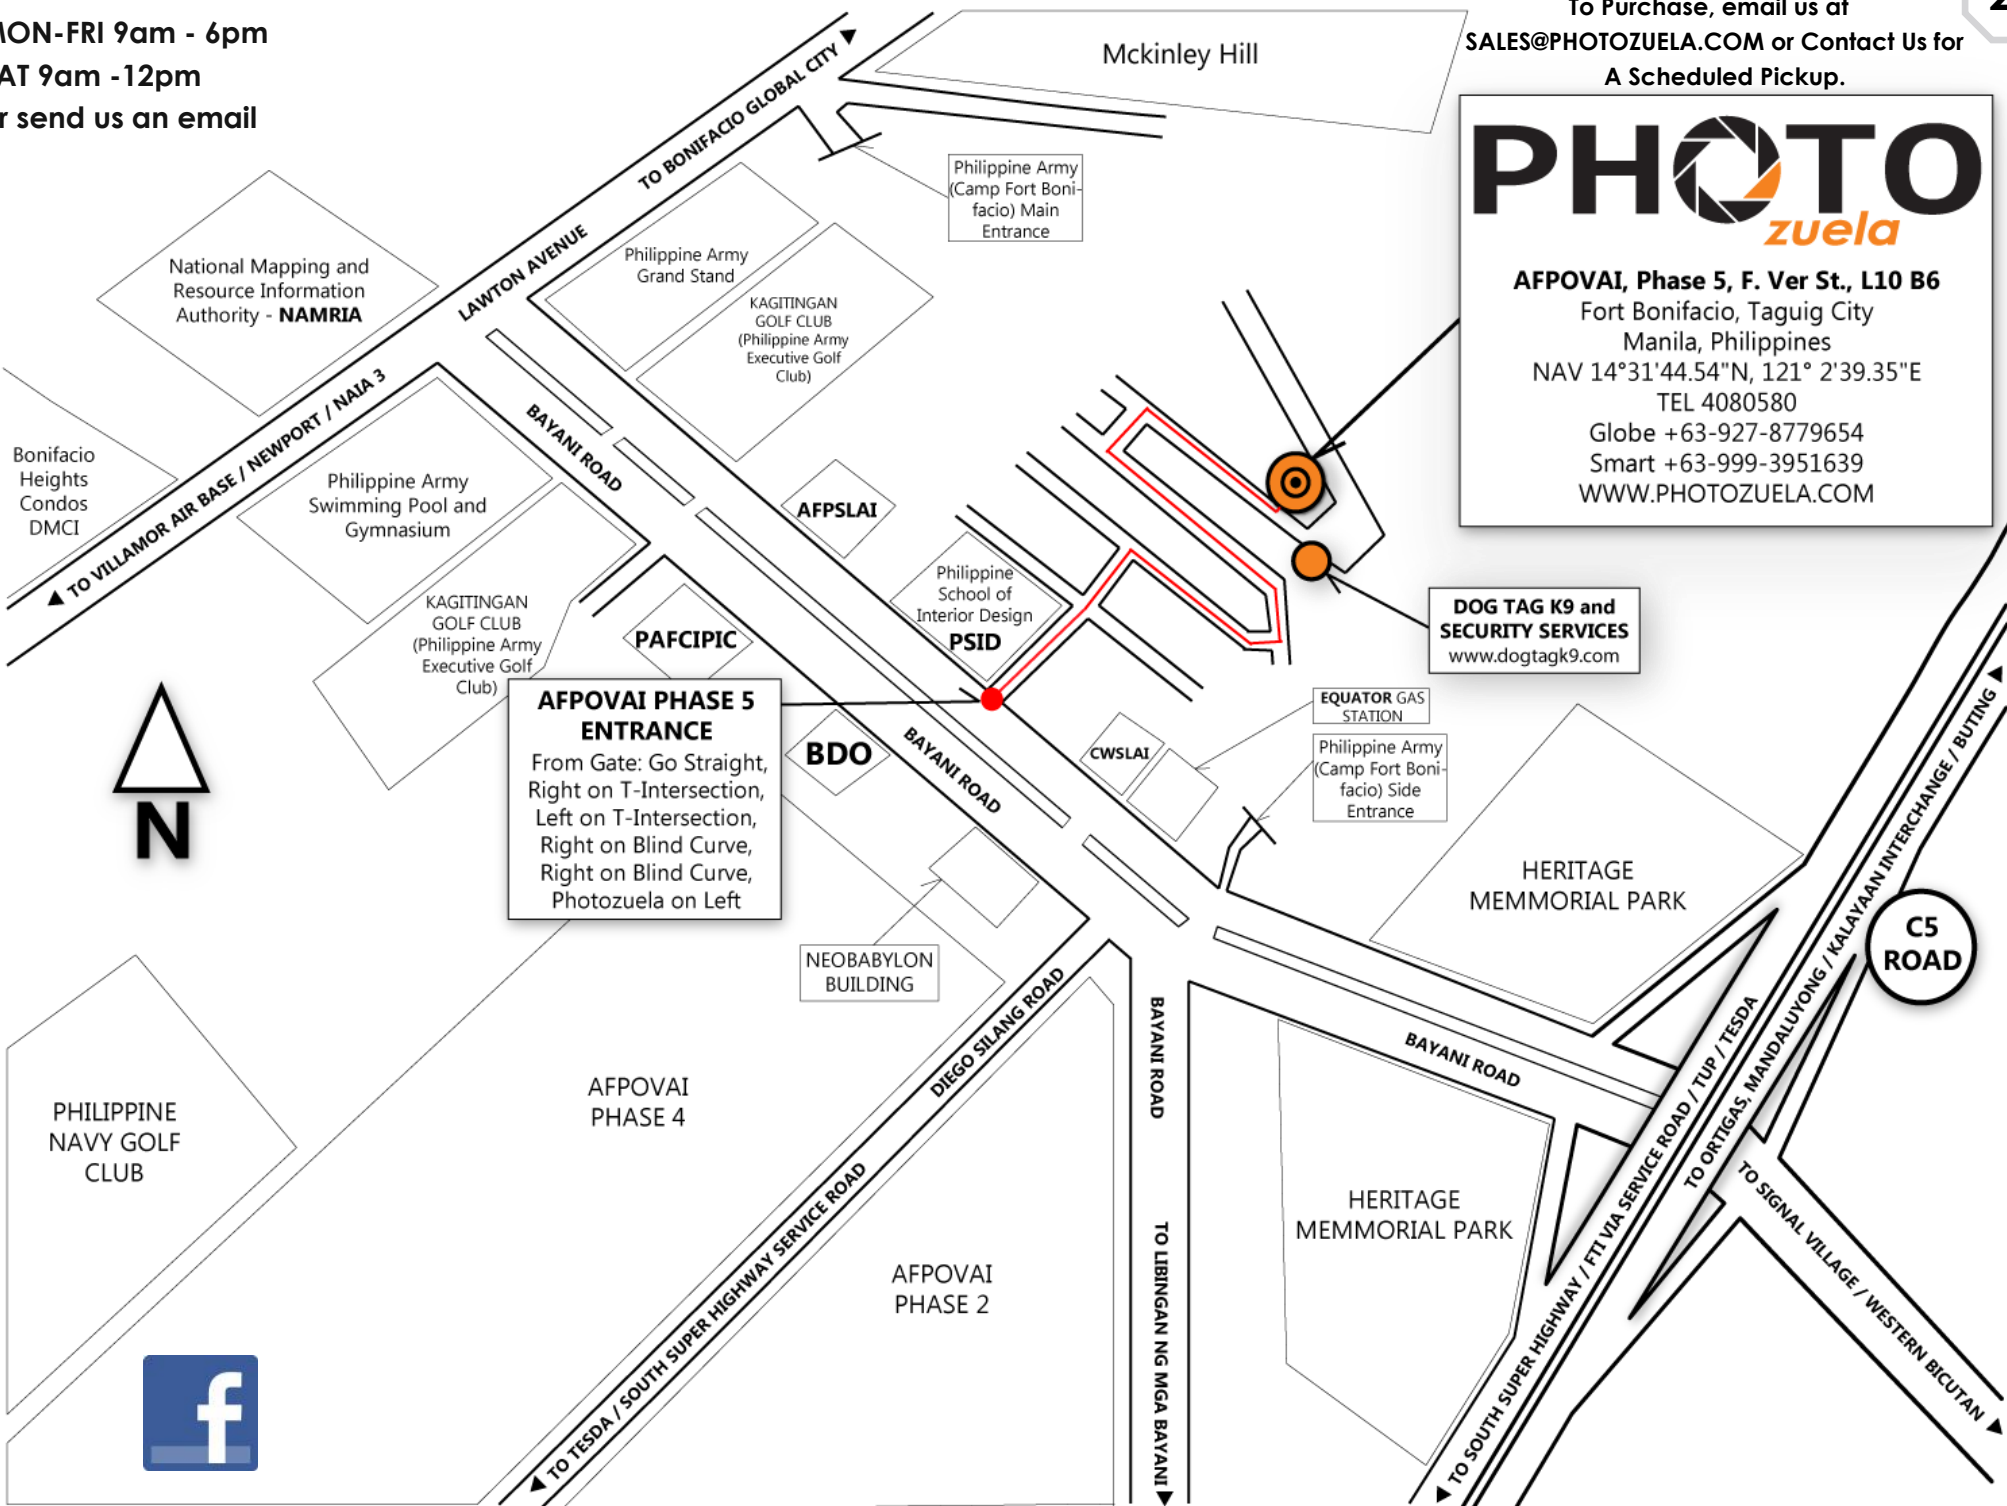 MON-FRI 9am - 6pm
SAT 9am -12pm
r send us an email
To Purchase, email us at
SALES@PHOTOZUELA.COM or Contact Us for
A Scheduled Pickup.
PHOTO
zuela
AFPOVAI, Phase 5, F. Ver St., L10 B6
Fort Bonifacio, Taguig City
Manila, Philippines
NAV 14°31'44.54"N, 121° 2'39.35"E
TEL 4080580
Globe +63-927-8779654
Smart +63-999-3951639
WWW.PHOTOZUELA.COM
Mckinley Hill
TO BONIFACIO GLOBAL CITY
LAWTON AVENUE
Philippine Army
(Camp Fort Boni-
facio) Main
Entrance
National Mapping and
Resource Information
Authority - NAMRIA
Philippine Army
Grand Stand
KAGITINGAN
GOLF CLUB
(Philippine Army
Executive Golf
Club)
Bonifacio
Heights
Condos
DMCI
TO VILLAMOR AIR BASE / NEWPORT / NAIA 3
BAYANI ROAD
Philippine Army
Swimming Pool and
Gymnasium
AFPSLAI
KAGITINGAN
GOLF CLUB
(Philippine Army
Executive Golf
Club)
PAFCIPIC
Philippine
School of
Interior Design
PSID
DOG TAG K9 and
SECURITY SERVICES
www.dogtagk9.com
AFPOVAI PHASE 5
ENTRANCE
From Gate: Go Straight,
Right on T-Intersection,
Left on T-Intersection,
Right on Blind Curve,
Right on Blind Curve,
Photozuela on Left
BDO
BAYANI ROAD
CWSLAI
EQUATOR GAS
STATION
Philippine Army
(Camp Fort Boni-
facio) Side
Entrance
N
NEOBABYLON
BUILDING
HERITAGE
MEMMORIAL PARK
C5
ROAD
TO ORTIGAS, MANDALUYONG / KALAYAAN INTERCHANGE / BUTING
TO SOUTH SUPER HIGHWAY / FTI VIA SERVICE ROAD / TUP / TESDA
BAYANI ROAD
BAYANI ROAD
TO LIBINGAN NG MGA BAYANI
DIEGO SILANG ROAD
TO TESDA / SOUTH SUPER HIGHWAY SERVICE ROAD
AFPOVAI
PHASE 4
PHILIPPINE
NAVY GOLF
CLUB
AFPOVAI
PHASE 2
HERITAGE
MEMMORIAL PARK
TO SIGNAL VILLAGE / WESTERN BICUTAN
f